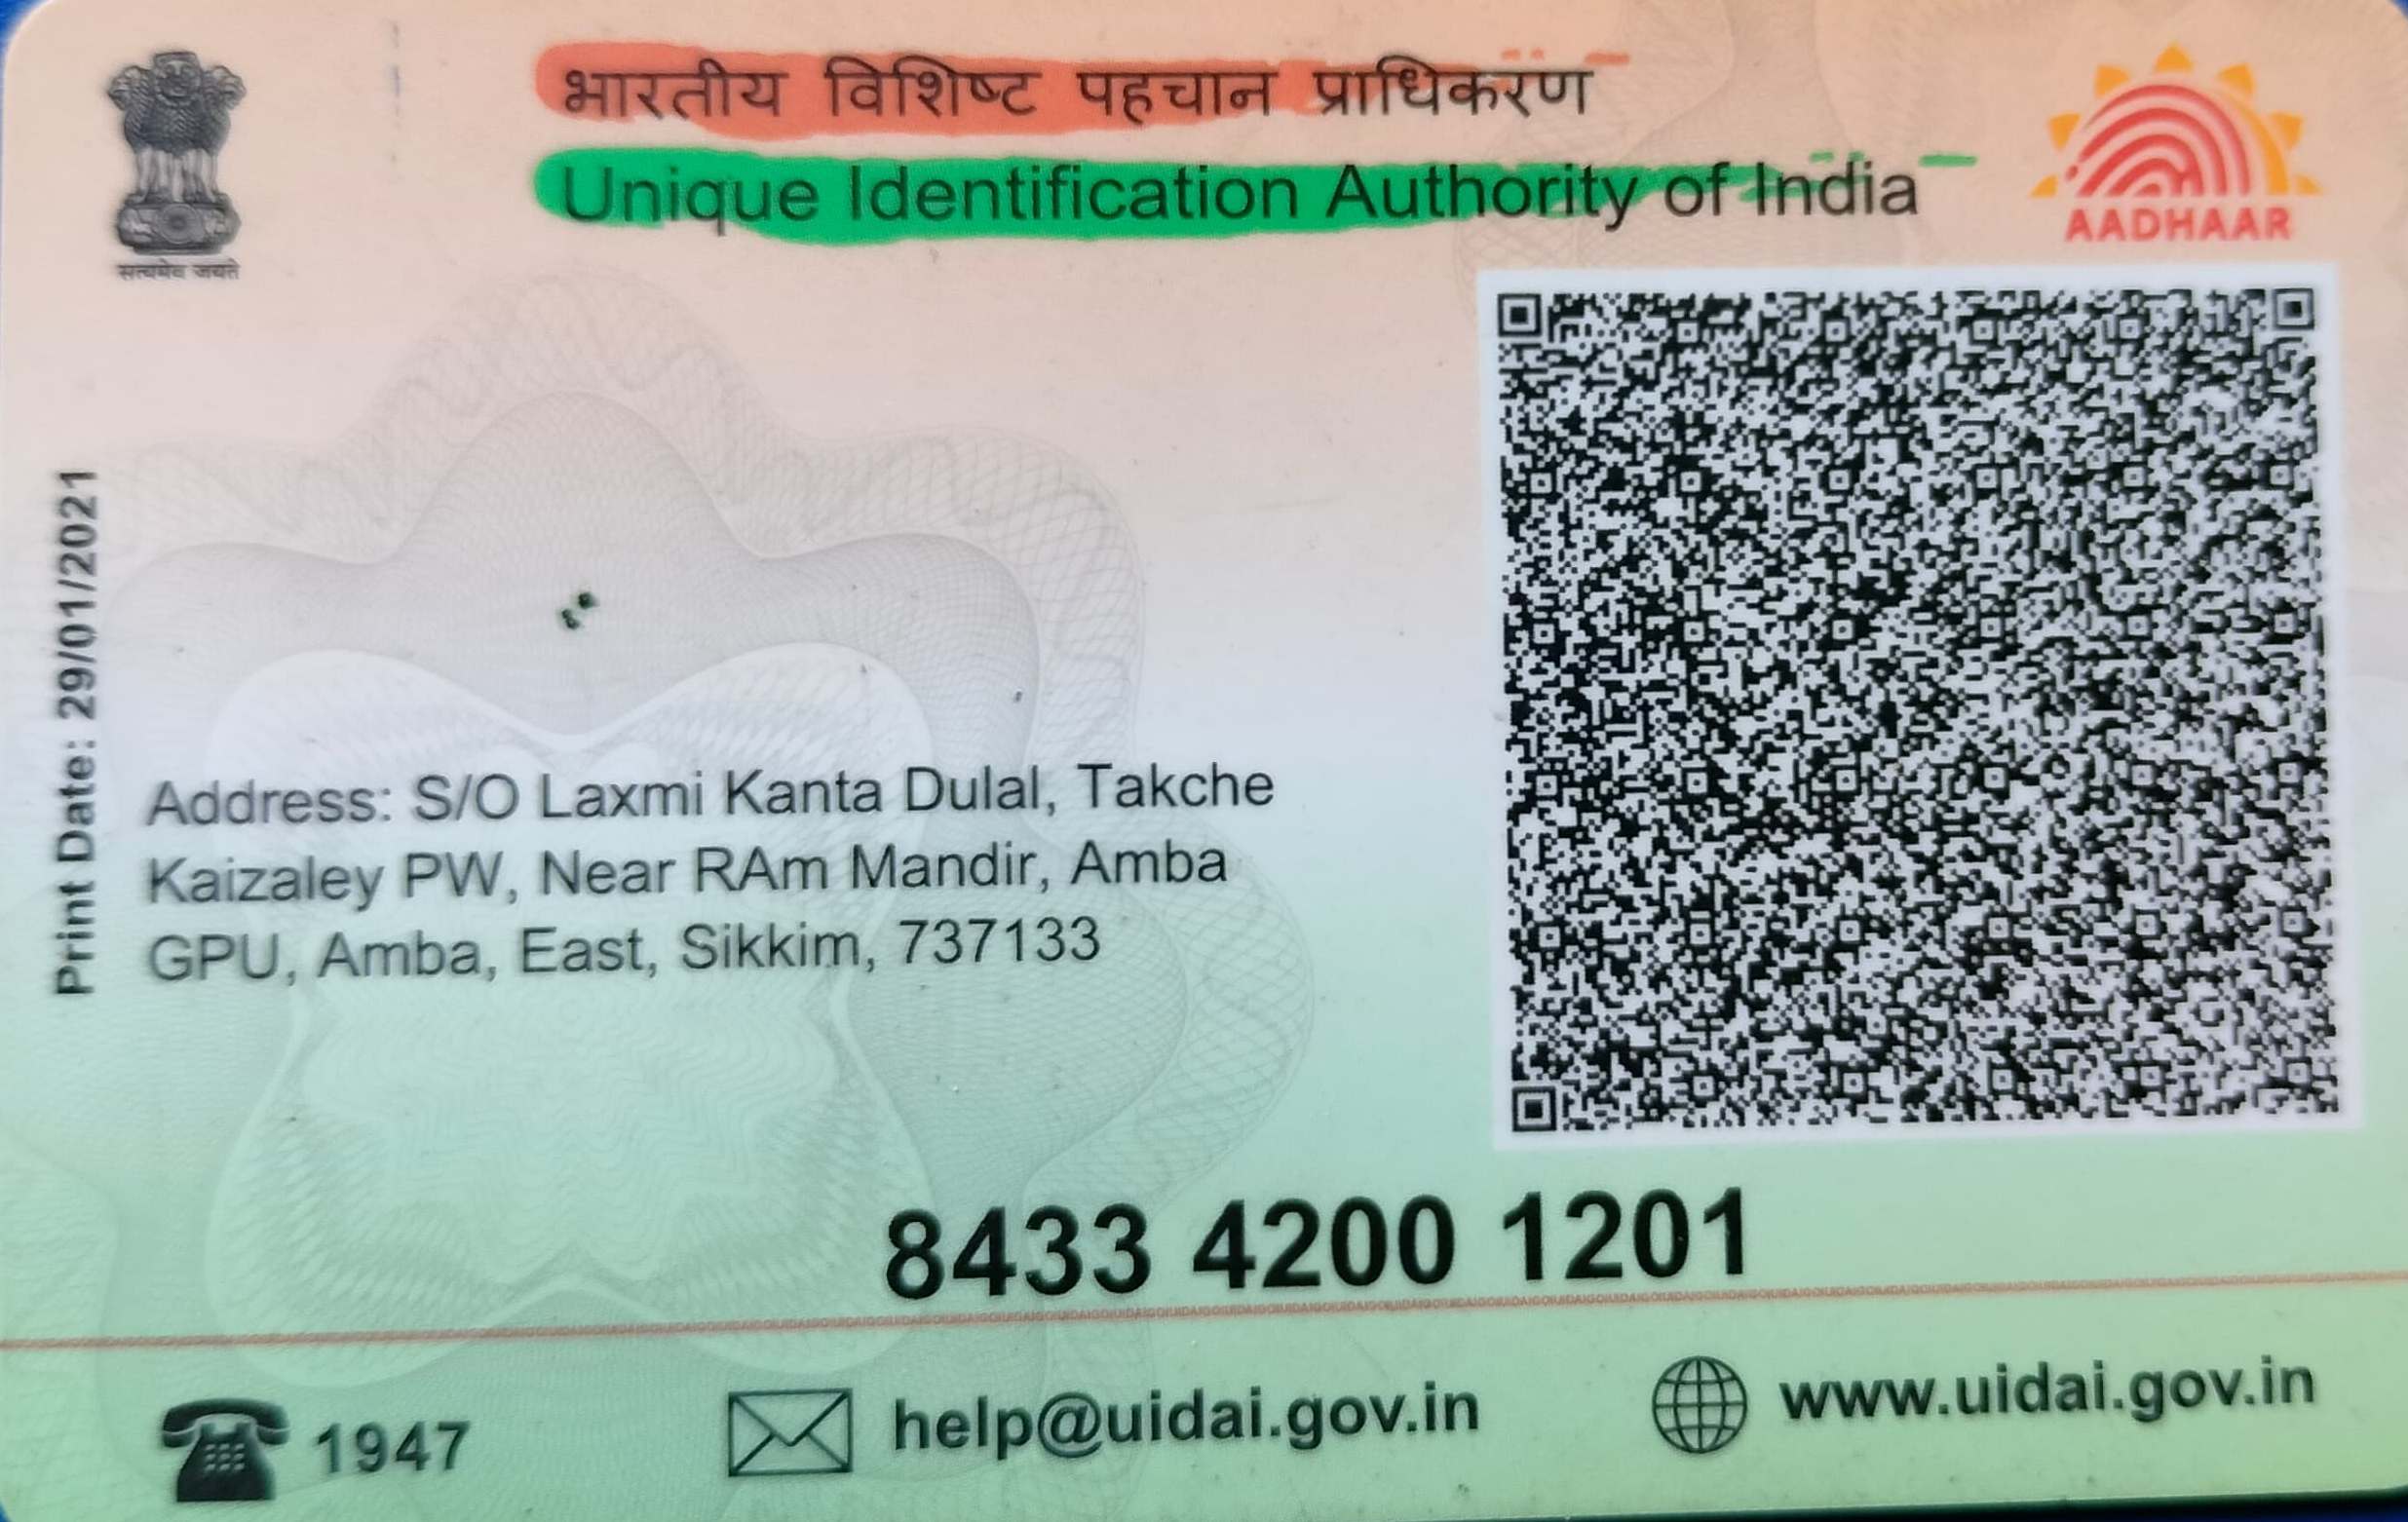 भारतीय विशिष्ट पहचान प्राधिकरण
Unique Identification Authority of India
AADHAAR
सत्यमेव जयते
Print Date: 29/01/2021
Address: S/O Laxmi Kanta Dulal, Takche
Kaizaley PW, Near RAm Mandir, Amba
GPU, Amba, East, Sikkim, 737133
8433 4200 1201
1947
help@uidai.gov.in
www.uidai.gov.in